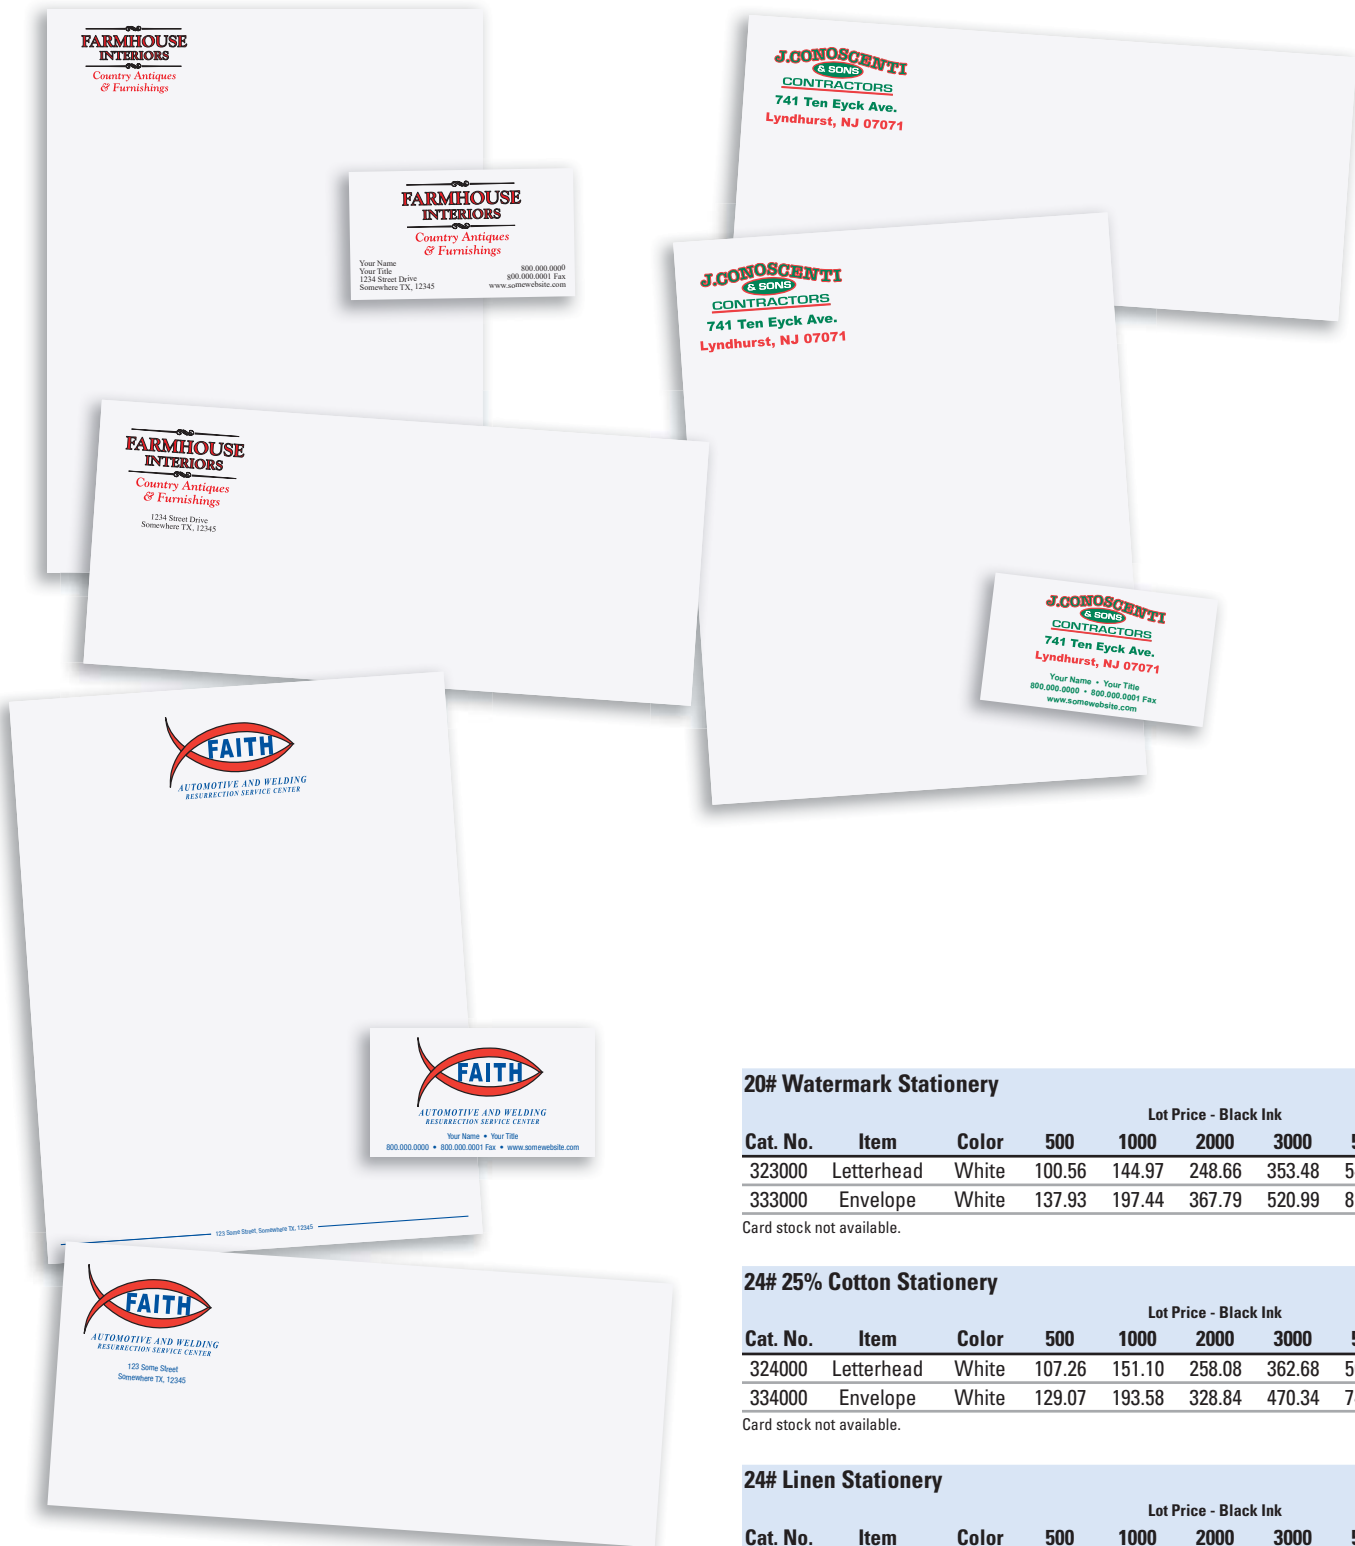 FARMHOUSE
INTERIORS
Country Antiques
& Furnishings
FARMHOUSE
INTERIORS
Country Antiques
& Furnishings
Your Name
Your Title
1234 Street Drive
Somewhere TX, 12345
800.000.0000
800.000.0001 Fax
www.somewebsite.com
FARMHOUSE
INTERIORS
Country Antiques
& Furnishings
1234 Street Drive
Somewhere TX, 12345
J.CONOSCENTI
& SONS
CONTRACTORS
741 Ten Eyck Ave.
Lyndhurst, NJ 07071
J.CONOSCENTI
& SONS
CONTRACTORS
741 Ten Eyck Ave.
Lyndhurst, NJ 07071
J.CONOSCENTI
& SONS
CONTRACTORS
741 Ten Eyck Ave.
Lyndhurst, NJ 07071
Your Name • Your Title
800.000.0000 • 800.000.0001 Fax
www.somewebsite.com
FAITH
AUTOMOTIVE AND WELDING
RESURRECTION SERVICE CENTER
123 Some Street, Somewhere TX, 12345
FAITH
AUTOMOTIVE AND WELDING
RESURRECTION SERVICE CENTER
Your Name • Your Title
800.000.0000 • 800.000.0001 Fax • www.somewebsite.com
FAITH
AUTOMOTIVE AND WELDING
RESURRECTION SERVICE CENTER
123 Some Street
Somewhere TX, 12345
20# Watermark Stationery
Lot Price - Black Ink
Cat. No. Item Color 500 1000 2000 3000
323000 Letterhead White 100.56 144.97 248.66 353.48
333000 Envelope White 137.93 197.44 367.79 520.99
Card stock not available.
24# 25% Cotton Stationery
Lot Price - Black Ink
Cat. No. Item Color 500 1000 2000 3000
324000 Letterhead White 107.26 151.10 258.08 362.68
334000 Envelope White 129.07 193.58 328.84 470.34
Card stock not available.
24# Linen Stationery
Lot Price - Black Ink
Cat. No. Item Color 500 1000 2000 3000